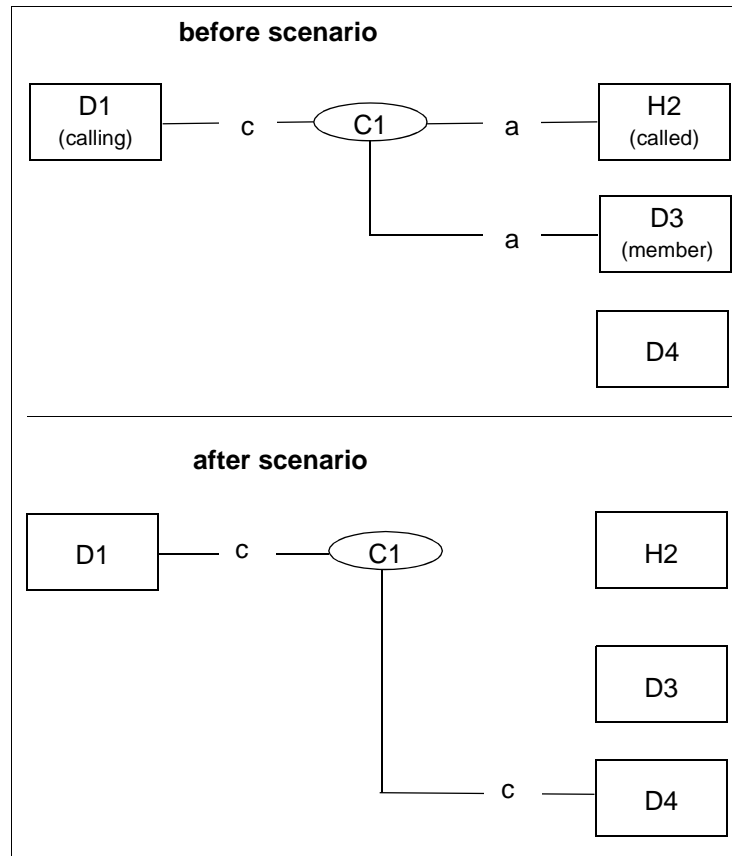 before scenario
D1
(calling)
c
C1
a
H2
(called)
a
D3
(member)
D4
after scenario
D1
c
C1
H2
D3
c
D4